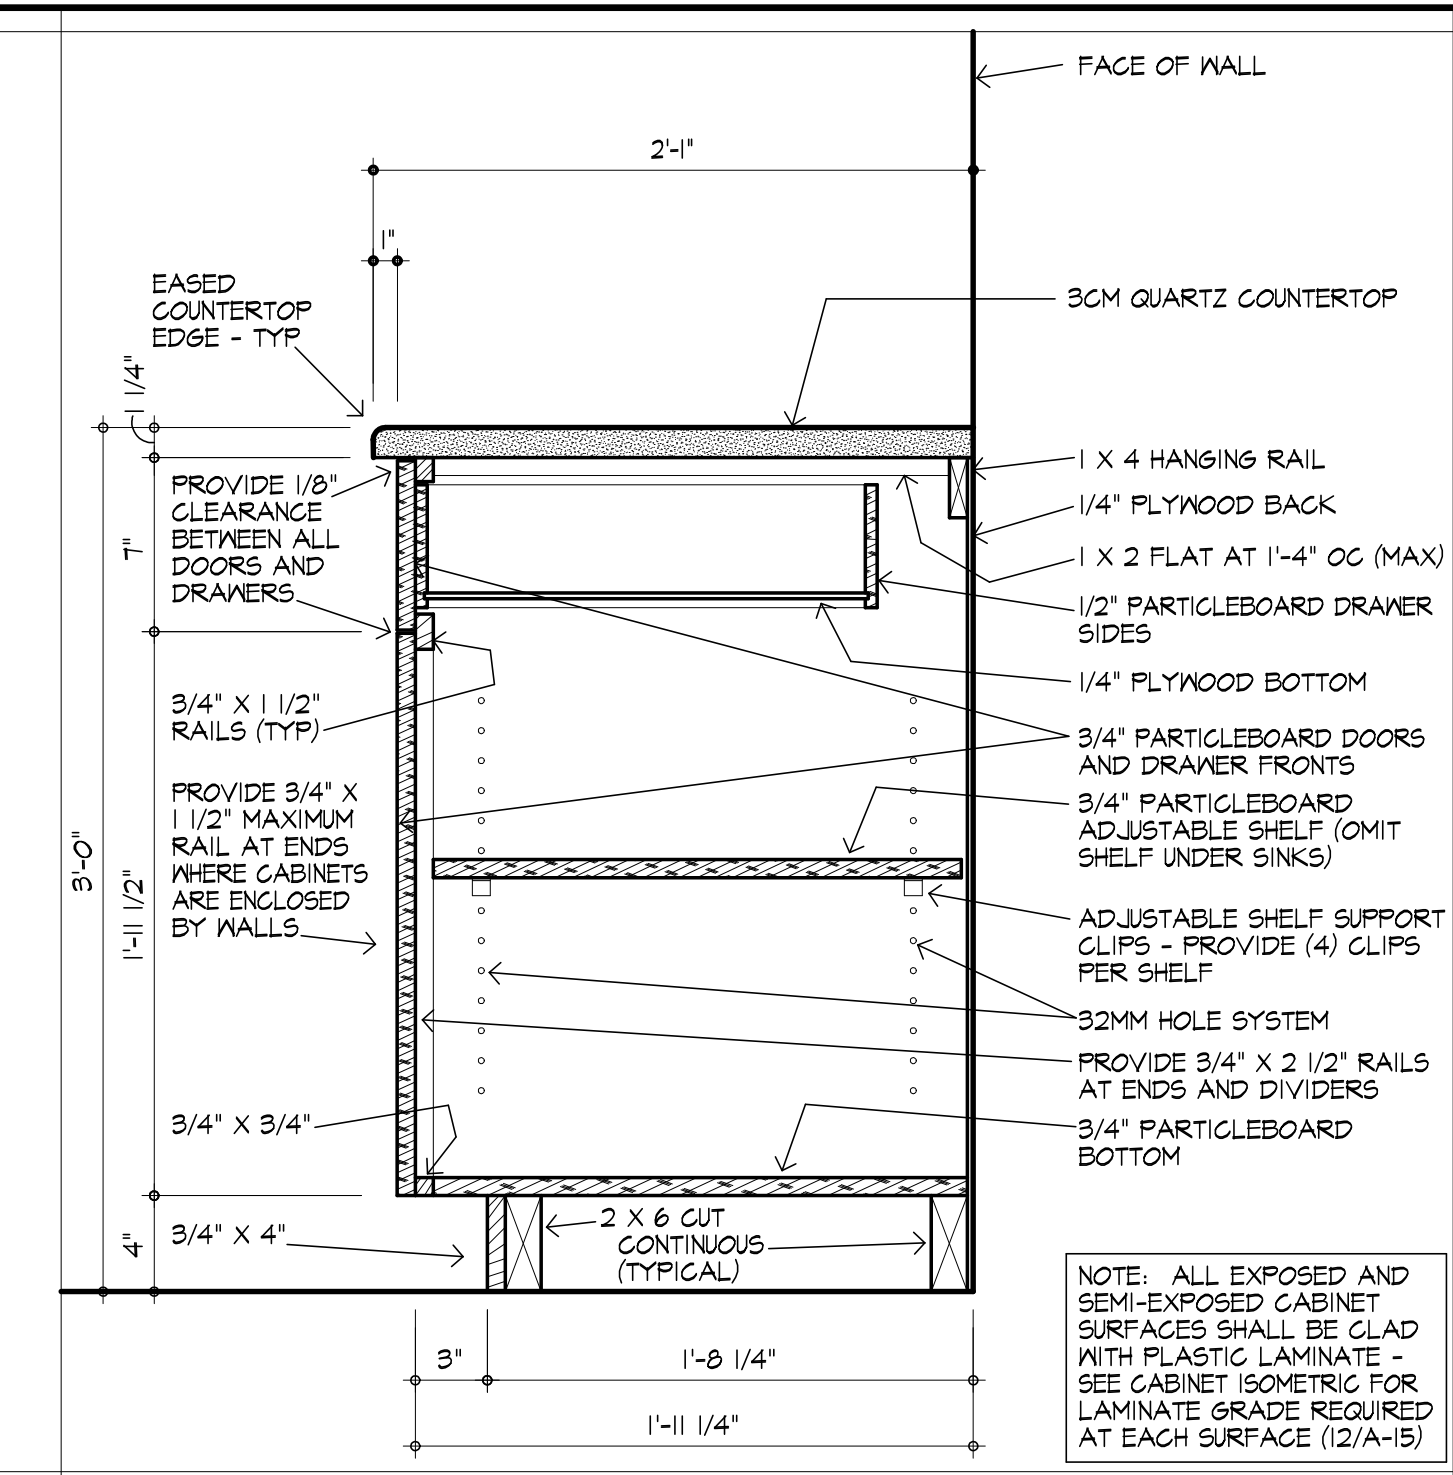 FACE OF WALL
2'-1"
1"
EASED
COUNTERTOP
EDGE - TYP
3CM QUARTZ COUNTERTOP
1 1/4"
PROVIDE 1/8"
CLEARANCE
BETWEEN ALL
DOORS AND
DRAWERS
7"
1 X 4 HANGING RAIL
1/4" PLYWOOD BACK
1 X 2 FLAT AT 1'-4" OC (MAX)
1/2" PARTICLEBOARD DRAWER
SIDES
1/4" PLYWOOD BOTTOM
3/4" X 1 1/2"
RAILS (TYP)
3/4" PARTICLEBOARD DOORS
AND DRAWER FRONTS
PROVIDE 3/4" X
1 1/2" MAXIMUM
RAIL AT ENDS
WHERE CABINETS
ARE ENCLOSED
BY WALLS
3/4" PARTICLEBOARD
ADJUSTABLE SHELF (OMIT
SHELF UNDER SINKS)
3'-0"
1'-11 1/2"
ADJUSTABLE SHELF SUPPORT
CLIPS - PROVIDE (4) CLIPS
PER SHELF
32MM HOLE SYSTEM
PROVIDE 3/4" X 2 1/2" RAILS
AT ENDS AND DIVIDERS
3/4" X 3/4"
3/4" PARTICLEBOARD
BOTTOM
4"
3/4" X 4"
2 X 6 CUT
CONTINUOUS
(TYPICAL)
NOTE: ALL EXPOSED AND
SEMI-EXPOSED CABINET
SURFACES SHALL BE CLAD
WITH PLASTIC LAMINATE -
SEE CABINET ISOMETRIC FOR
LAMINATE GRADE REQUIRED
AT EACH SURFACE (12/A-15)
3"
1'-8 1/4"
1'-11 1/4"